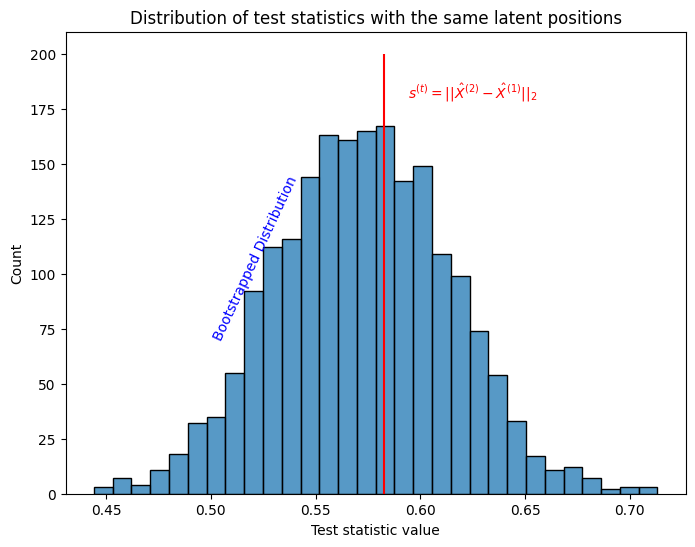 Distribution of test statistics with the same latent positions
200
175
150
125
100
75
50
25
0
Count
s^{(t)} = ||X̂^{(2)} − X̂^{(1)}||_2
Bootstrapped Distribution
0.45 0.50 0.55 0.60 0.65 0.70
Test statistic value